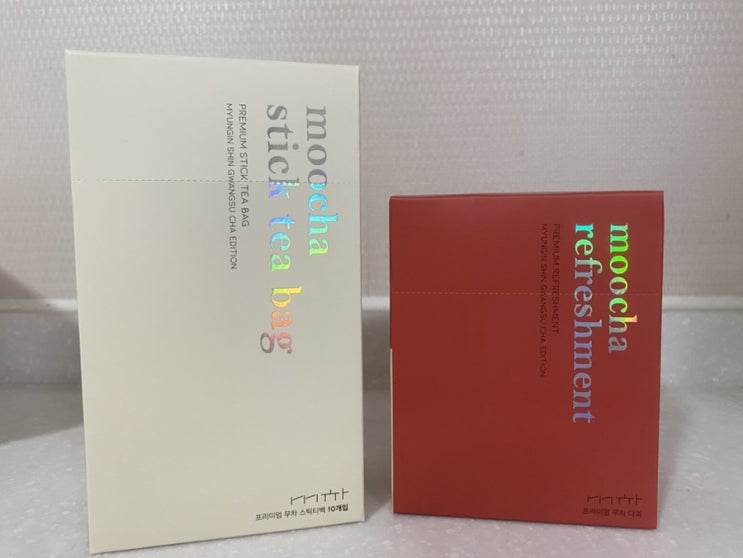 moocha
stick tea bag
PREMIUM STICK TEA BAG
MYUNGIN SHIN GWANGSU CHA EDITION
프리미엄 무차 스틱티백 10개입
moocha
refreshment
PREMIUM REFRESHMENT
MYUNGIN SHIN GWANGSU CHA EDITION
프리미엄 무차 다과